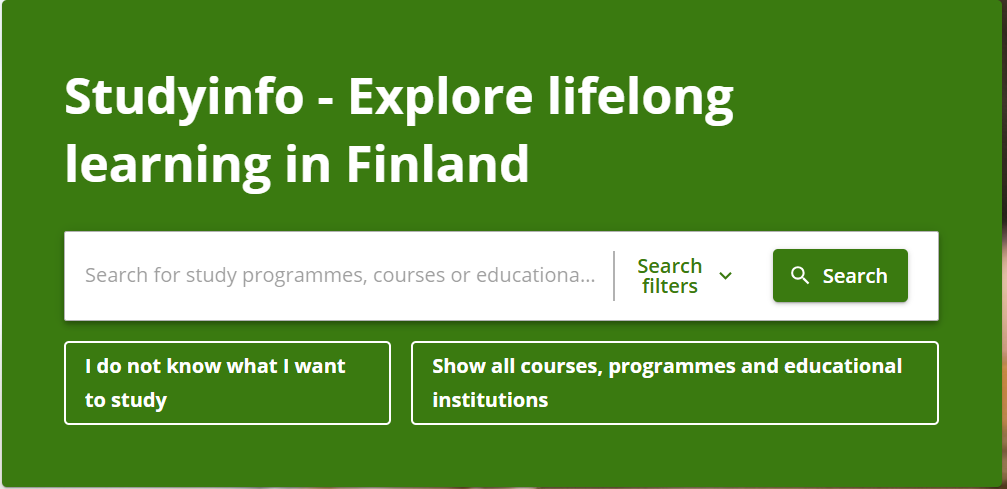 Studyinfo - Explore lifelong
learning in Finland
Search for study programmes, courses or educationa...
Search
filters
Search
I do not know what I want
to study
Show all courses, programmes and educational
institutions